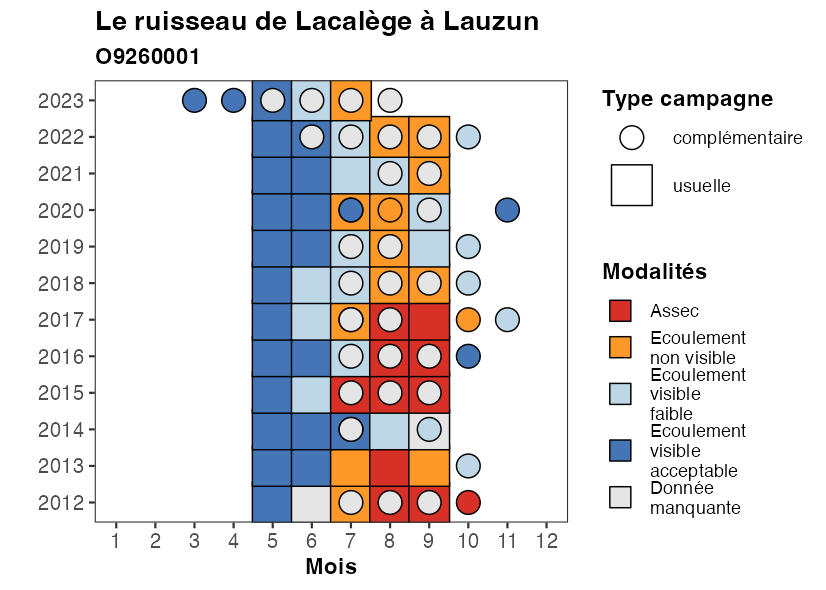 Le ruisseau de Lacalège à Lauzun
O9260001
2023
2022
2021
2020
2019
2018
2017
2016
2015
2014
2013
2012
1 2 3 4 5 6 7 8 9 10 11 12
Mois
Type campagne
complémentaire
usuelle
Modalités
Assec
Ecoulement
non visible
Ecoulement
visible
faible
Ecoulement
visible
acceptable
Donnée
manquante